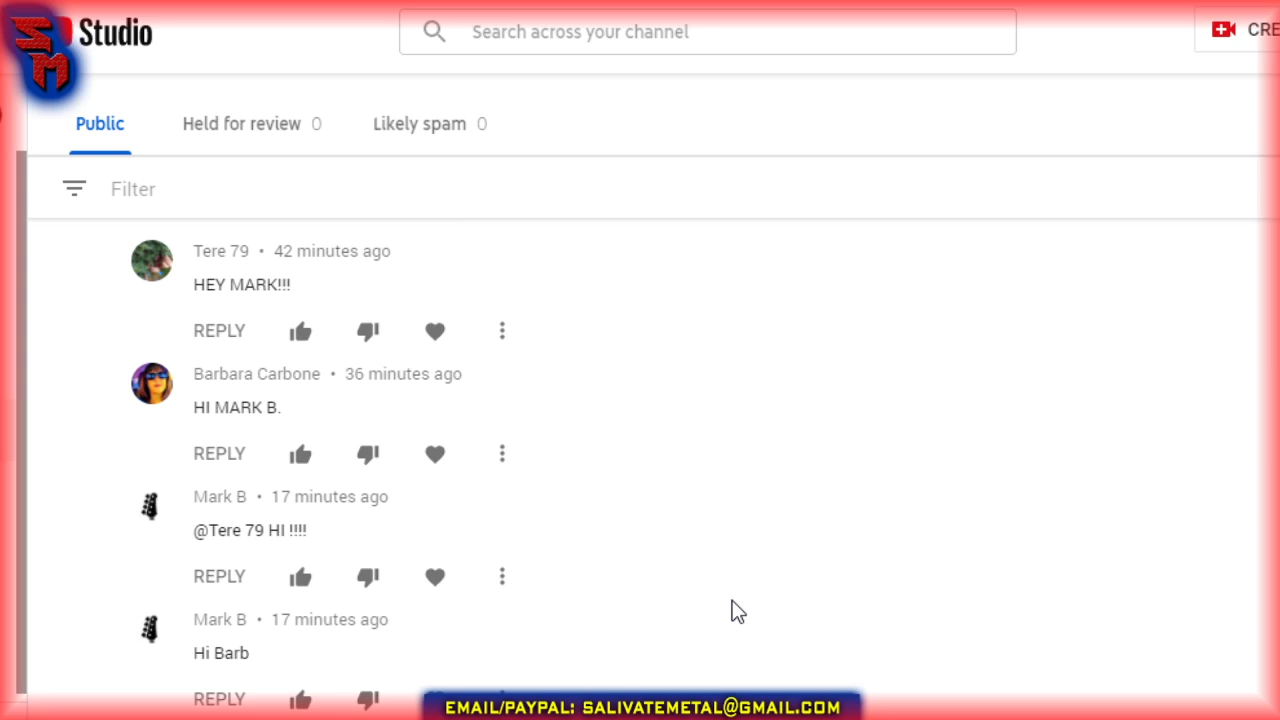 SM
Studio
Search across your channel
CRE
Public
Held for review 0
Likely spam 0
Filter
Tere 79 • 42 minutes ago
HEY MARK!!!
REPLY
Barbara Carbone • 36 minutes ago
HI MARK B.
REPLY
Mark B • 17 minutes ago
@Tere 79 HI !!!!
REPLY
Mark B • 17 minutes ago
Hi Barb
REPLY
EMAIL/PAYPAL: SALIVATEMETAL@GMAIL.COM